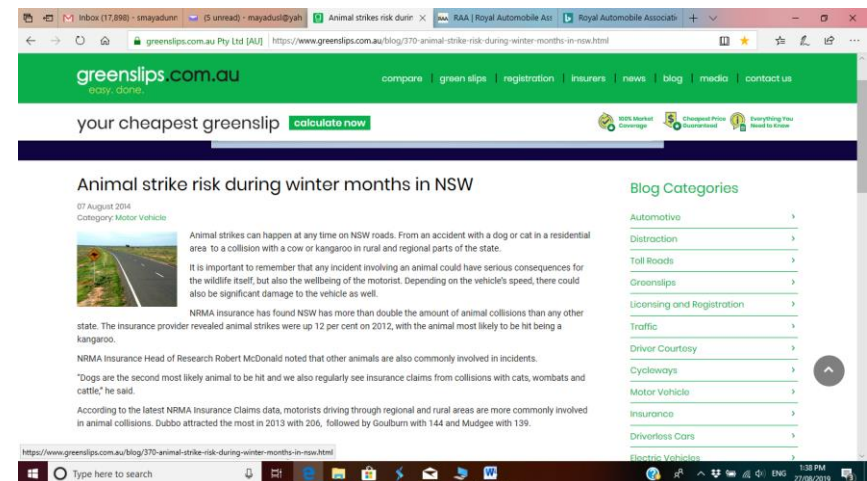 Inbox (17,898) - smayadunn
(5 unread) - mayadusl@yah
Animal strikes risk durin
RAA | Royal Automobile Ass
Royal Automobile Associati
greenslips.com.au Pty Ltd [AU]
https://www.greenslips.com.au/blog/370-animal-strike-risk-during-winter-months-in-nsw.html
greenslips.com.au
easy. done.
compare | green slips | registration | insurers | news | blog | media | contact us
your cheapest greenslip calculate now
100% Market
Coverage
Cheapest Price
Guaranteed
Everything You
Need to Know
Animal strike risk during winter months in NSW
07 August 2014
Category: Motor Vehicle
Animal strikes can happen at any time on NSW roads. From an accident with a dog or cat in a residential
area to a collision with a cow or kangaroo in rural and regional parts of the state.
It is important to remember that any incident involving an animal could have serious consequences for
the wildlife itself, but also the wellbeing of the motorist. Depending on the vehicle's speed, there could
also be significant damage to the vehicle as well.
NRMA insurance has found NSW has more than double the amount of animal collisions than any other
state. The insurance provider revealed animal strikes were up 12 per cent on 2012, with the animal most likely to be hit being a
kangaroo.
NRMA Insurance Head of Research Robert McDonald noted that other animals are also commonly involved in incidents.
"Dogs are the second most likely animal to be hit and we also regularly see insurance claims from collisions with cats, wombats and
cattle," he said.
According to the latest NRMA Insurance Claims data, motorists driving through regional and rural areas are more commonly involved
in animal collisions. Dubbo attracted the most in 2013 with 206, followed by Goulburn with 144 and Mudgee with 139.
Blog Categories
Automotive
Distraction
Toll Roads
Greenslips
Licensing and Registration
Traffic
Driver Courtesy
Cycleways
Motor Vehicle
Insurance
Driverless Cars
Electric Vehicles
https://www.greenslips.com.au/blog/370-animal-strike-risk-during-winter-months-in-nsw.html
Type here to search
ENG
1:38 PM
27/08/2019